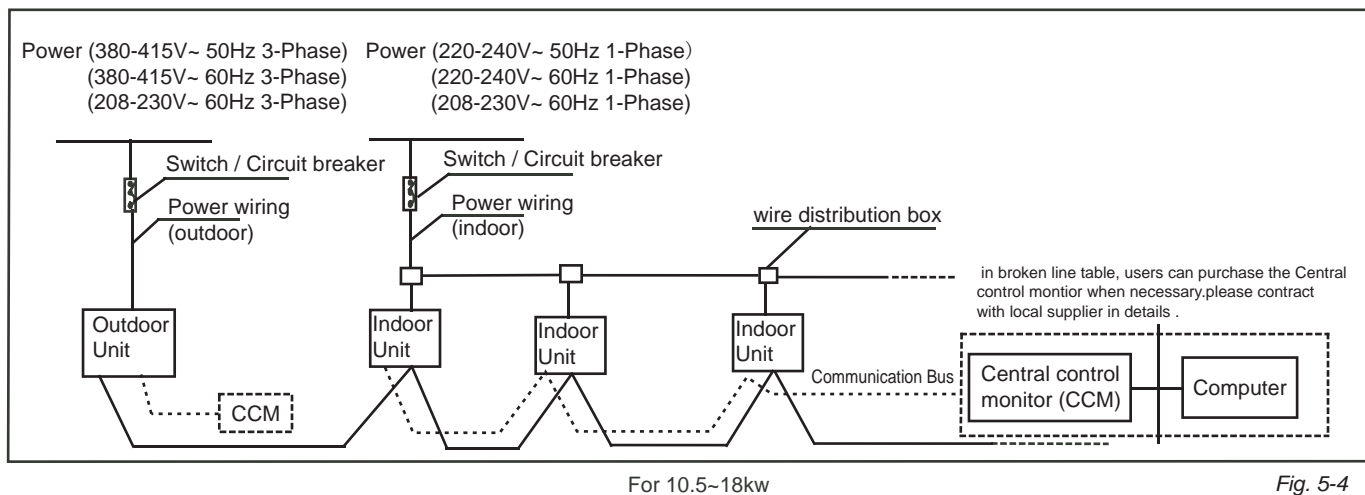 Power (380-415V~ 50Hz 3-Phase)
(380-415V~ 60Hz 3-Phase)
(208-230V~ 60Hz 3-Phase)
Power (220-240V~ 50Hz 1-Phase)
(220-240V~ 60Hz 1-Phase)
(208-230V~ 60Hz 1-Phase)
Switch / Circuit breaker
Power wiring
(outdoor)
Switch / Circuit breaker
Power wiring
(indoor)
wire distribution box
in broken line table, users can purchase the Central
control montior when necessary.please contract
with local supplier in details .
Outdoor
Unit
Indoor
Unit
Indoor
Unit
Indoor
Unit
CCM
Communication Bus
Central control
monitor (CCM)
Computer
For 10.5~18kw
Fig. 5-4